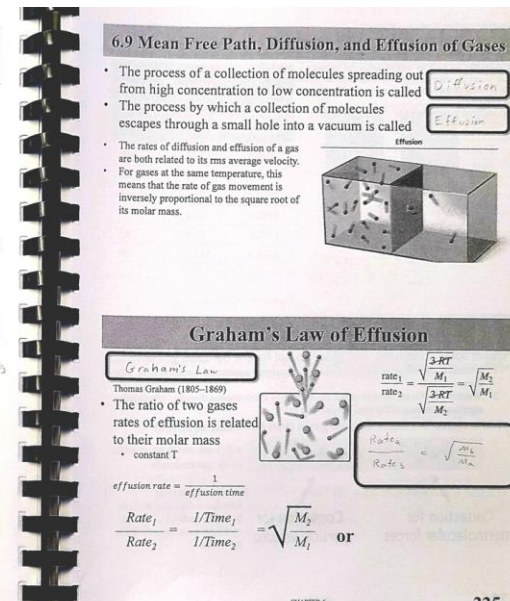 6.9 Mean Free Path, Diffusion, and Effusion of Gases
• The process of a collection of molecules spreading out
from high concentration to low concentration is called
Diffusion
• The process by which a collection of molecules
escapes through a small hole into a vacuum is called
Effusion
• The rates of diffusion and effusion of a gas
are both related to its rms average velocity.
• For gases at the same temperature, this
means that the rate of gas movement is
inversely proportional to the square root of
its molar mass.
Effusion
Graham's Law of Effusion
Graham's Law
Thomas Graham (1805–1869)
• The ratio of two gases
rates of effusion is related
to their molar mass
• constant T
rate₁/rate₂ = √(3RT/M₁)/√(3RT/M₂) = √(M₂/M₁)
Rateₐ/Rate_b = √(M_b/Mₐ)
effusion rate = 1/effusion time
Rate₁/Rate₂ = 1/Time₁/1/Time₂ = √(M₂/M₁) or